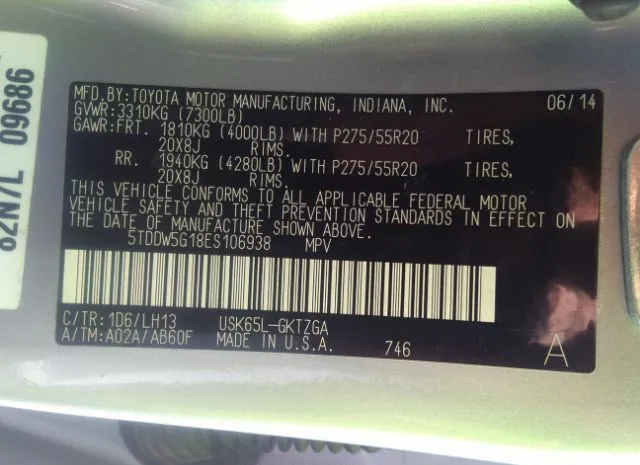 MFD.BY:TOYOTA MOTOR MANUFACTURING, INDIANA, INC. 06/14
GVWR:3310KG (7300LB)
GAWR:FRT. 1810KG (4000LB) WITH P275/55R20 TIRES,
20X8J RIMS.
RR. 1940KG (4280LB) WITH P275/55R20 TIRES,
20X8J RIMS.
THIS VEHICLE CONFORMS TO ALL APPLICABLE FEDERAL MOTOR
VEHICLE SAFETY AND THEFT PREVENTION STANDARDS IN EFFECT ON
THE DATE OF MANUFACTURE SHOWN ABOVE.
5TDDW5G18ES106938 MPV
C/TR:1D6/LH13 USK65L-GKTZGA
A/TM:A02A/AB60F MADE IN U.S.A. 746 A
82N7L 09686